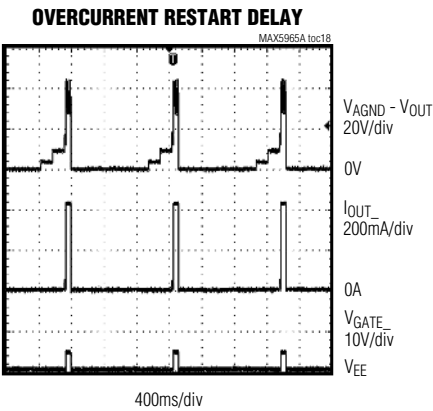 OVERCURRENT RESTART DELAY
MAX5965A toc18
T
VAGND - VOUT
20V/div
0V
IOUT_
200mA/div
0A
VGATE_
10V/div
VEE
400ms/div